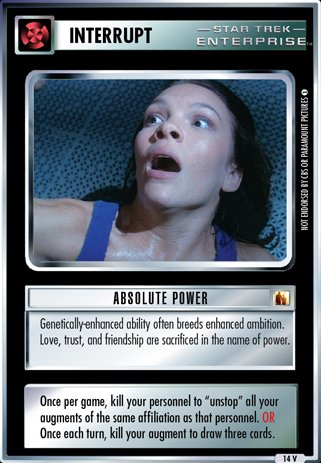 INTERRUPT
STAR TREK
ENTERPRISE™
NOT ENDORSED BY CBS OR PARAMOUNT PICTURES
ABSOLUTE POWER
Genetically-enhanced ability often breeds enhanced ambition.
Love, trust, and friendship are sacrificed in the name of power.
Once per game, kill your personnel to “unstop” all your
augments of the same affiliation as that personnel. OR
Once each turn, kill your augment to draw three cards.
14 V